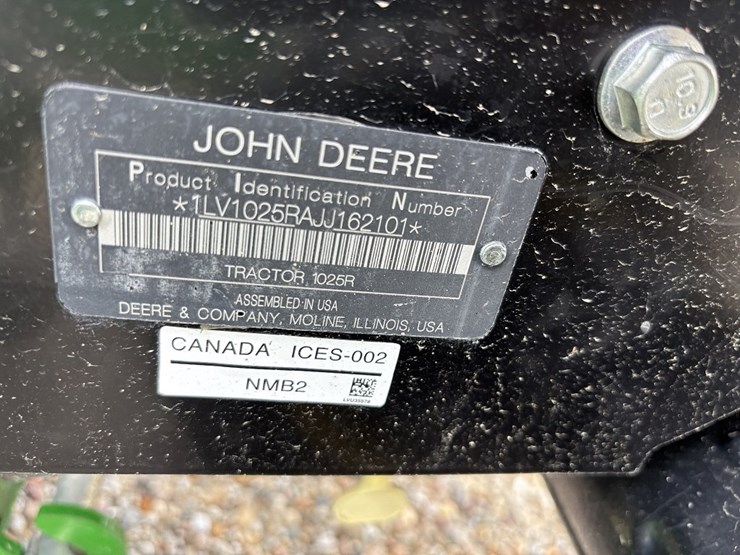 JOHN DEERE
Product Identification Number
*1LV1025RAJJ162101*
TRACTOR 1025R
ASSEMBLED IN USA
DEERE & COMPANY, MOLINE, ILLINOIS, USA
CANADA ICES-002
NMB2
10.9